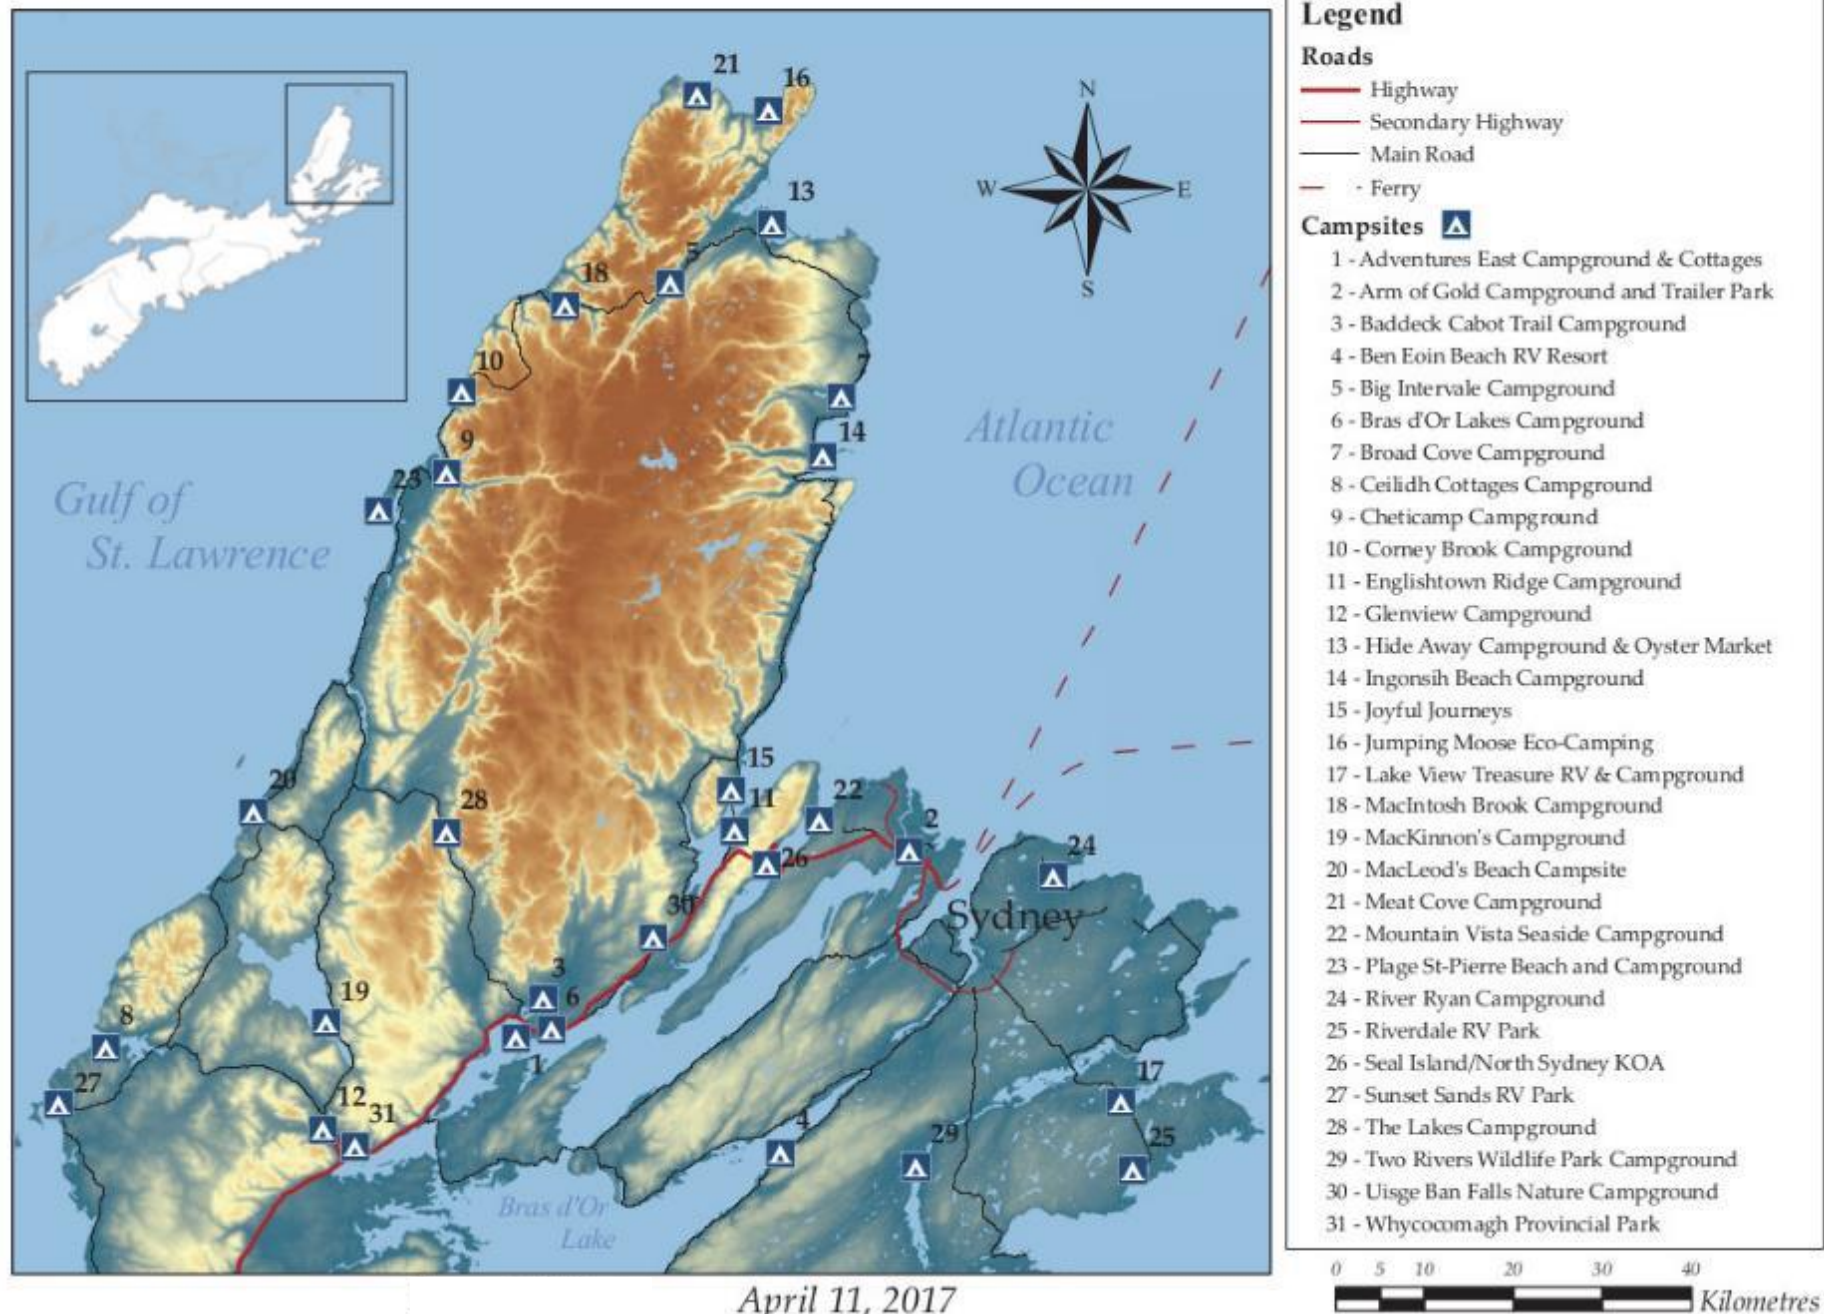 21
16
13
5
18
10
7
9
14
23
15
20
11
22
28
2
26
24
30
3
19
6
8
1
27
12
31
17
4
29
25
N
W
E
S
Gulf of
St. Lawrence
Atlantic
Ocean
Sydney
Bras d'Or
Lake
April 11, 2017
Legend
Roads
Highway
Secondary Highway
Main Road
Ferry
Campsites
1 - Adventures East Campground & Cottages
2 - Arm of Gold Campground and Trailer Park
3 - Baddeck Cabot Trail Campground
4 - Ben Eoin Beach RV Resort
5 - Big Intervale Campground
6 - Bras d'Or Lakes Campground
7 - Broad Cove Campground
8 - Ceilidh Cottages Campground
9 - Cheticamp Campground
10 - Corney Brook Campground
11 - Englishtown Ridge Campground
12 - Glenview Campground
13 - Hide Away Campground & Oyster Market
14 - Ingonsih Beach Campground
15 - Joyful Journeys
16 - Jumping Moose Eco-Camping
17 - Lake View Treasure RV & Campground
18 - MacIntosh Brook Campground
19 - MacKinnon's Campground
20 - MacLeod's Beach Campsite
21 - Meat Cove Campground
22 - Mountain Vista Seaside Campground
23 - Plage St-Pierre Beach and Campground
24 - River Ryan Campground
25 - Riverdale RV Park
26 - Seal Island/North Sydney KOA
27 - Sunset Sands RV Park
28 - The Lakes Campground
29 - Two Rivers Wildlife Park Campground
30 - Uisge Ban Falls Nature Campground
31 - Whycocomagh Provincial Park
0 5 10 20 30 40
Kilometres